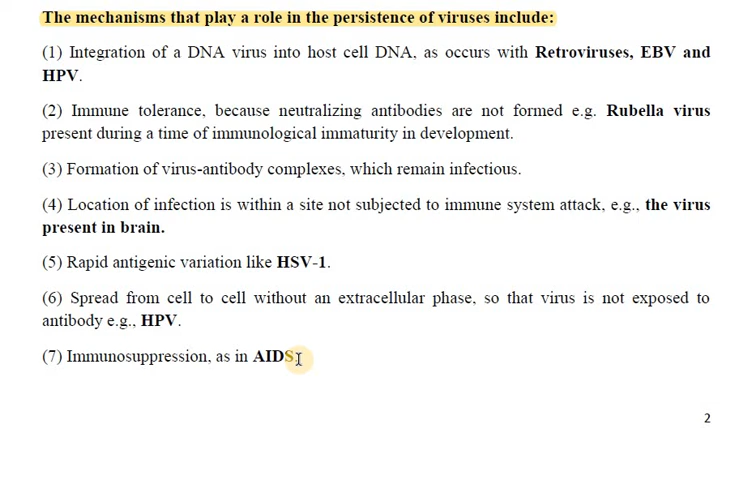 The mechanisms that play a role in the persistence of viruses include:
(1) Integration of a DNA virus into host cell DNA, as occurs with Retroviruses, EBV and
HPV.
(2) Immune tolerance, because neutralizing antibodies are not formed e.g. Rubella virus
present during a time of immunological immaturity in development.
(3) Formation of virus-antibody complexes, which remain infectious.
(4) Location of infection is within a site not subjected to immune system attack, e.g., the virus
present in brain.
(5) Rapid antigenic variation like HSV-1.
(6) Spread from cell to cell without an extracellular phase, so that virus is not exposed to
antibody e.g., HPV.
(7) Immunosuppression, as in AIDS
2